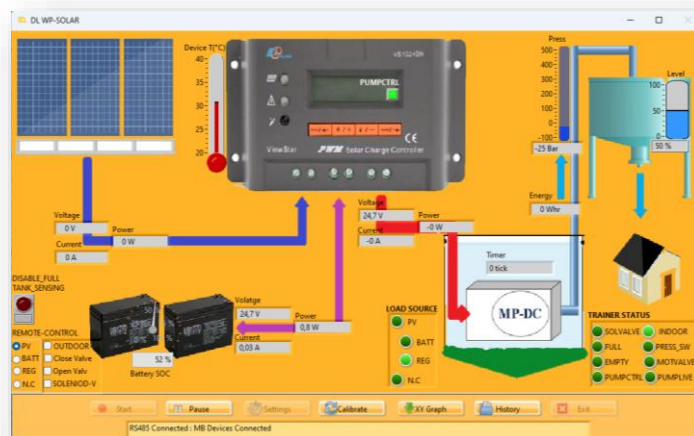 DL WP-SOLAR
Device T(°C)
40
35
30
25
20
VS1024BN
PUMPCTRL
ViewStar PWM Solar Charge Controller
CE
Press
500
400
300
200
100
0
-100
-25 Bar
Level
100
50
0
50 %
Energy
0 Whr
Voltage
0 V
Current
0 A
Power
0 W
Voltage
24,7 V
Current
-0 A
Power
-0 W
Timer
0 tick
MP-DC
DISABLE_FULL
TANK_SENSING
REMOTE-CONTROL
PV OUTDOOR
BATT Close Valve
REG Open Valv
N.C SOLENIOD-V
52 %
Battery SOC
Volatge
24,7 V
Current
0,03 A
Power
0,8 W
LOAD SOURCE
PV
BATT
REG
N.C
TRAINER STATUS
SOLVALVE INDOOR
FULL PRESS_SW
EMPTY MOTVALVE
PUMPCTRL PUMPLIVE
Start Pause Settings Calibrate XY Graph History Exit
RS485 Connected : MB Devices Connected